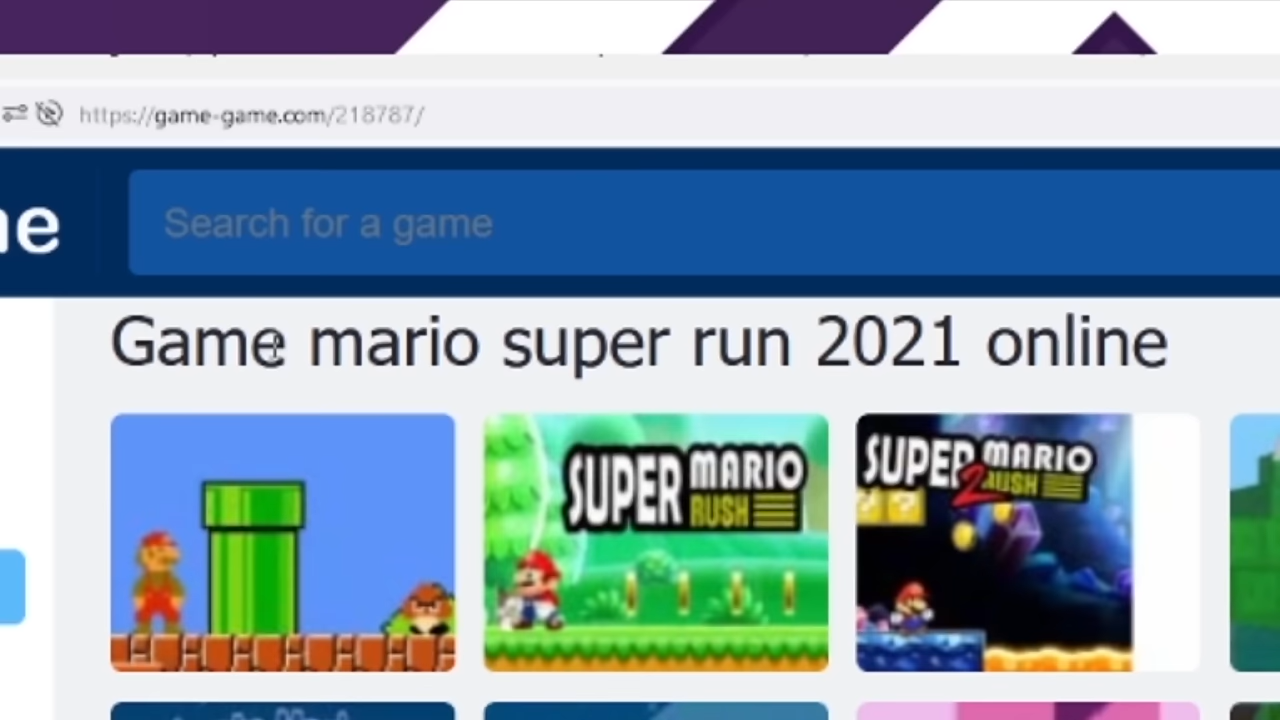 https://game-game.com/218787/
Search for a game
Game mario super run 2021 online
SUPER MARIO
RUSH
SUPER MARIO
2 RUSH